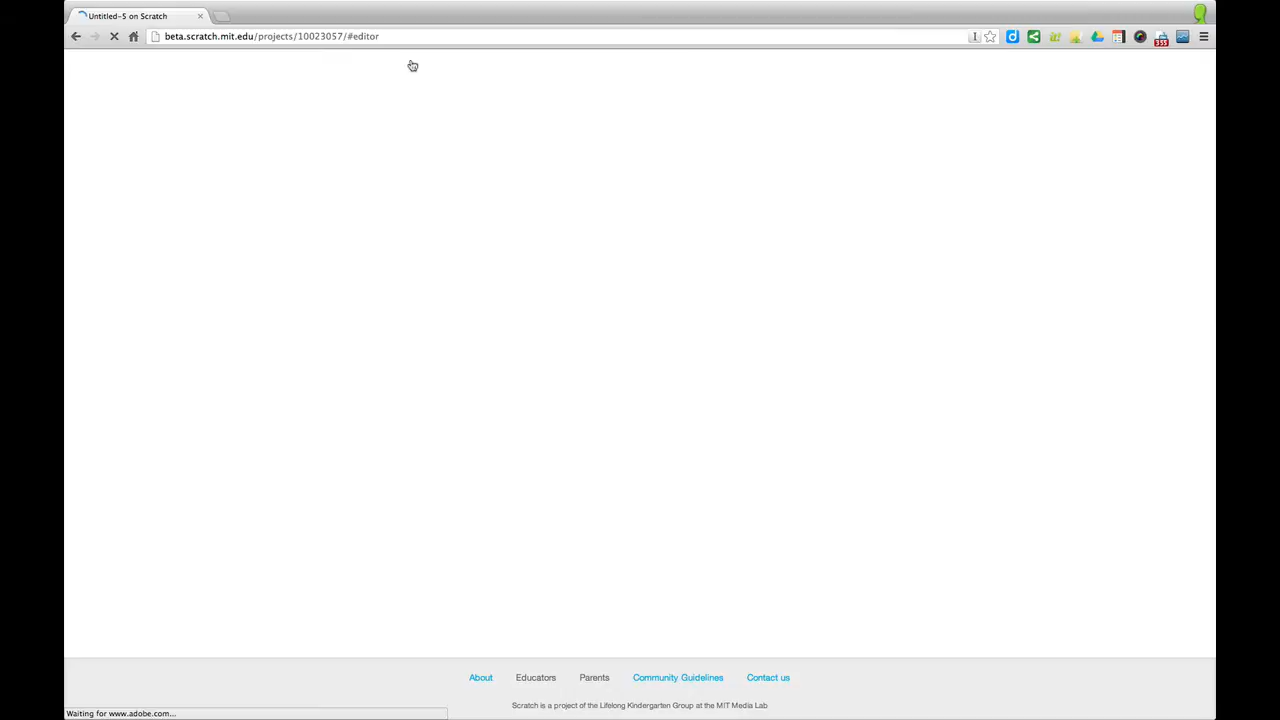 Untitled-5 on Scratch
beta.scratch.mit.edu/projects/10023057/#editor
355
About Educators Parents Community Guidelines Contact us
Scratch is a project of the Lifelong Kindergarten Group at the MIT Media Lab
Waiting for www.adobe.com...